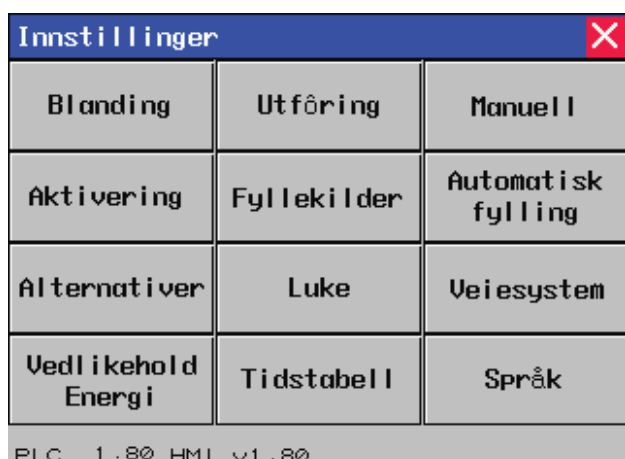 Innstillinger
Blanding
Utfôring
Manuell
Aktivering
Fyllekilder
Automatisk
fylling
Alternativer
Luke
Veiesystem
Vedlikehold
Energi
Tidstabell
Språk
PLC 1.80 HMI v1.80